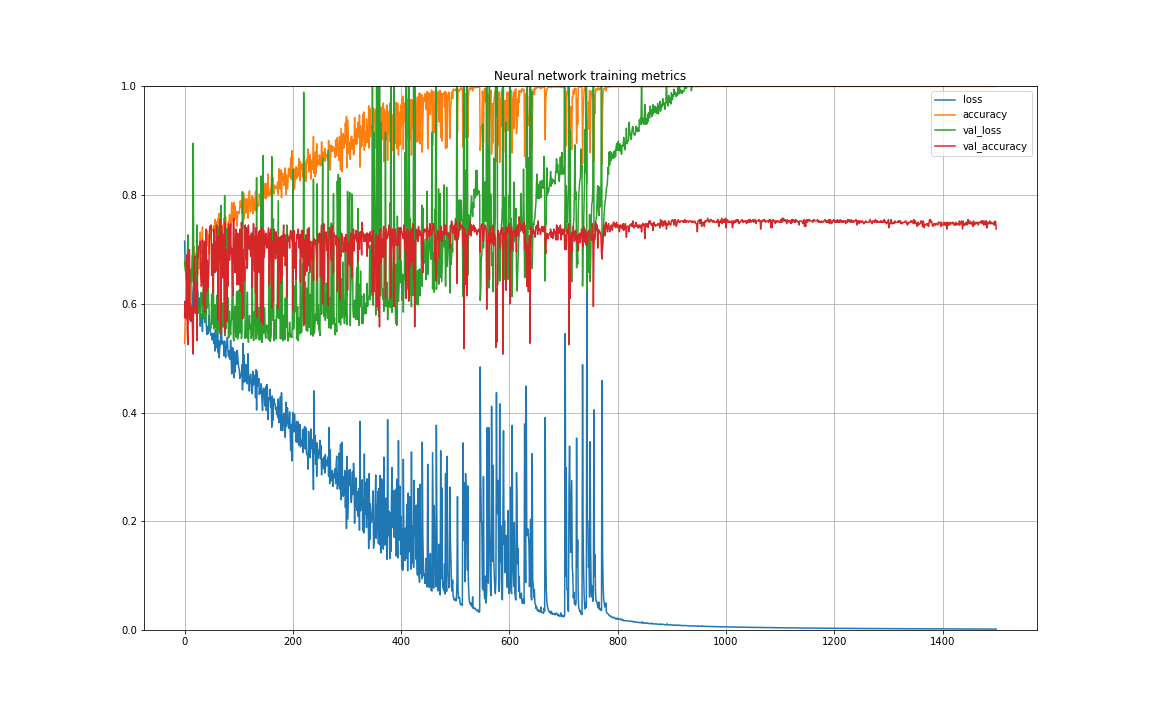 Neural network training metrics
1.0
0.8
0.6
0.4
0.2
0.0
0 200 400 600 800 1000 1200 1400
loss
accuracy
val_loss
val_accuracy